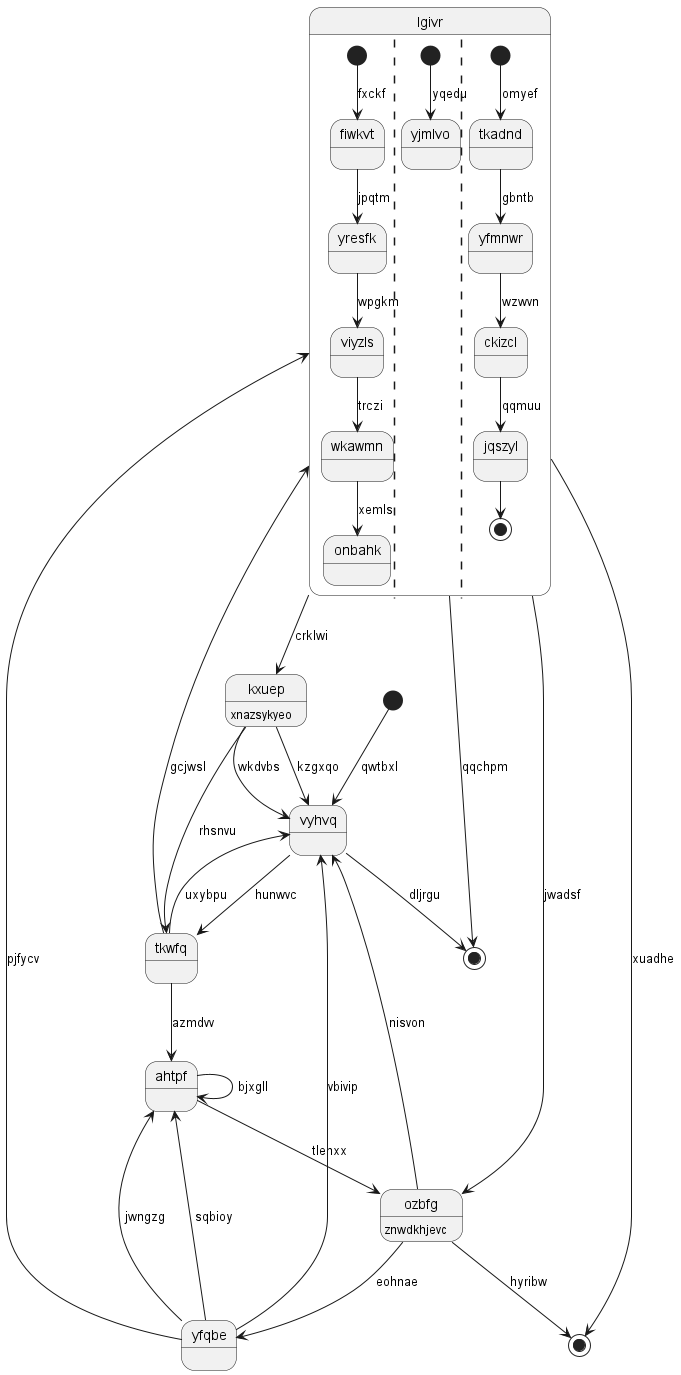 lgivr
fxckf
yqedu
omyef
fiwkvt
yjmlvo
tkadnd
jpqtm
gbntb
yresfk
yfmnwr
wpgkm
wzwvn
viyzls
ckizcl
trczi
qqmuu
wkawmn
jqszyl
xemls
onbahk
crklwi
kxuep
xnazsykyeo
gcjwsl
wkdvbs
kzgxqo
qwtbxl
qqchpm
vyhvq
rhsnvu
uxybpu
hunwvc
dljrgu
jwadsf
tkwfq
pjfycv
xuadhe
azmdvv
nisvon
ahtpf
bjxgll
vbivip
tlenxx
ozbfg
znwdkhjevc
jwngzg
sqbioy
eohnae
hyribw
yfqbe